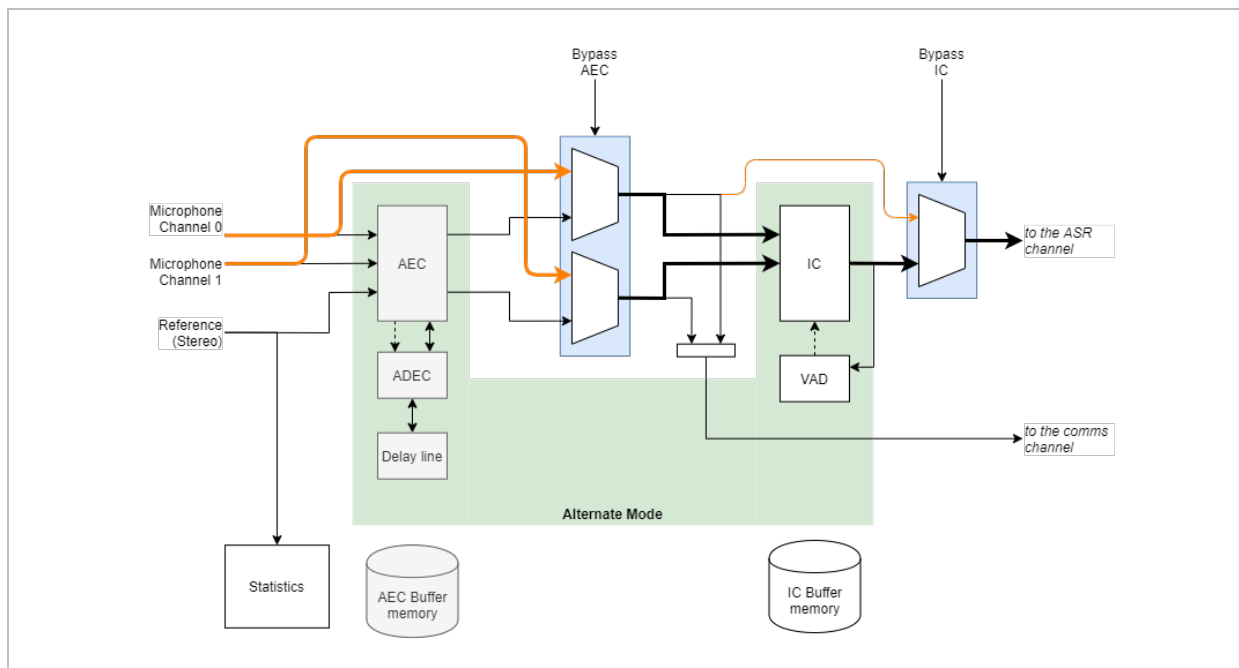 Bypass
AEC
Bypass
IC
Microphone
Channel 0
Microphone
Channel 1
Reference
(Stereo)
AEC
ADEC
Delay line
IC
VAD
to the ASR
channel
to the comms
channel
Alternate Mode
Statistics
AEC Buffer
memory
IC Buffer
memory